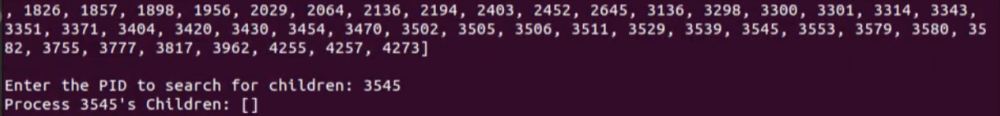 , 1826, 1857, 1898, 1956, 2029, 2064, 2136, 2194, 2403, 2452, 2645, 3136, 3298, 3300, 3301, 3314, 3343,
3351, 3371, 3404, 3420, 3430, 3454, 3470, 3502, 3505, 3506, 3511, 3529, 3539, 3545, 3553, 3579, 3580, 35
82, 3755, 3777, 3817, 3962, 4255, 4257, 4273]
Enter the PID to search for children: 3545
Process 3545's Children: []